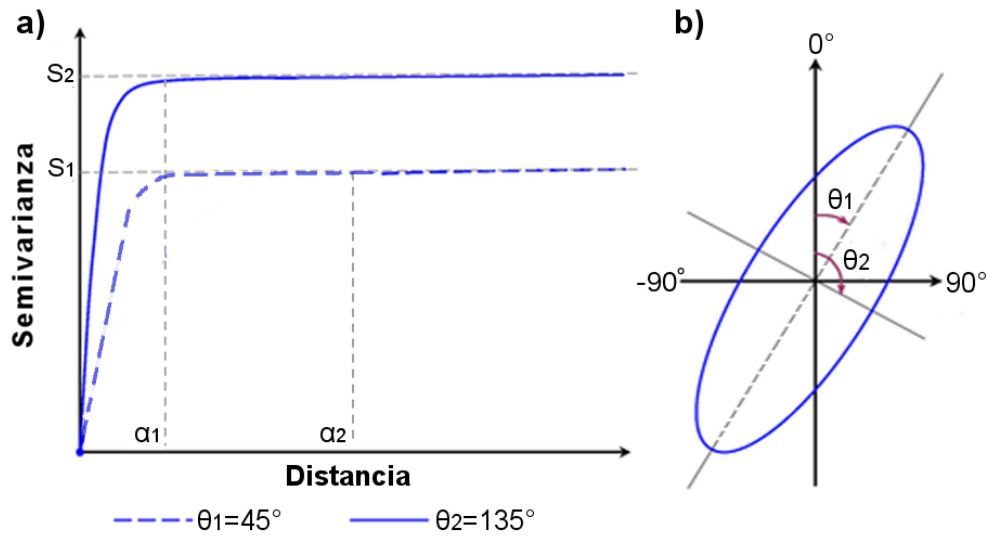 a)
S2
S1
Semivarianza
α1
α2
Distancia
θ1=45°
θ2=135°
b)
0°
θ1
θ2
-90°
90°